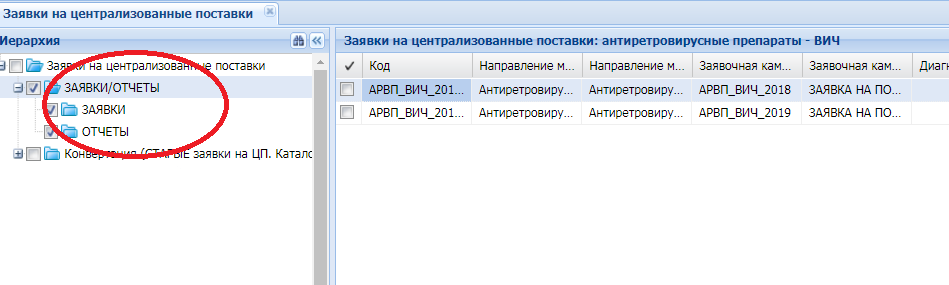 Заявки на централизованные поставки
Иерархия
Заявки на централизованные поставки
ЗАЯВКИ/ОТЧЕТЫ
ЗАЯВКИ
ОТЧЕТЫ
Конвертация (СТАРЫЕ заявки на ЦП. Катало
Заявки на централизованные поставки: антиретровирусные препараты - ВИЧ
Код Направление м... Направление м... Заявочная кам... Заявочная кам... Диагн
АРВП_ВИЧ_201... Антиретровиру... Антиретровиру... АРВП_ВИЧ_2018 ЗАЯВКА НА ПО...
АРВП_ВИЧ_201... Антиретровиру... Антиретровиру... АРВП_ВИЧ_2019 ЗАЯВКА НА ПО...